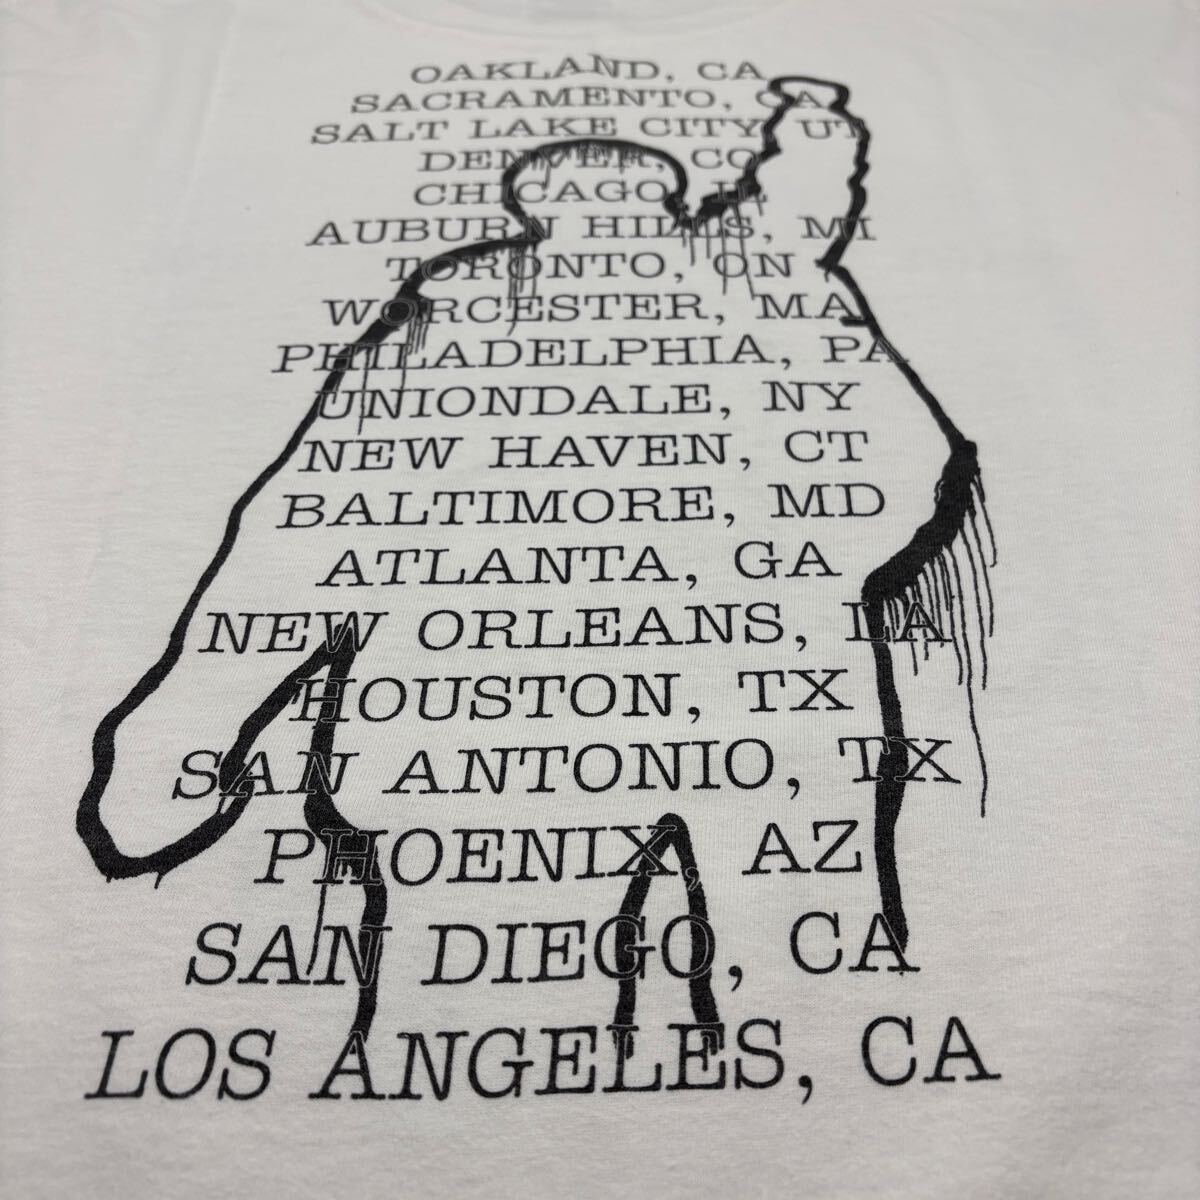 OAKLAND, CA
SACRAMENTO, CA
SALT LAKE CITY, UT
DENVER, CO
CHICAGO, IL
AUBURN HILLS, MI
TORONTO, ON
WORCESTER, MA
PHILADELPHIA, PA
UNIONDALE, NY
NEW HAVEN, CT
BALTIMORE, MD
ATLANTA, GA
NEW ORLEANS, LA
HOUSTON, TX
SAN ANTONIO, TX
PHOENIX, AZ
SAN DIEGO, CA
LOS ANGELES, CA